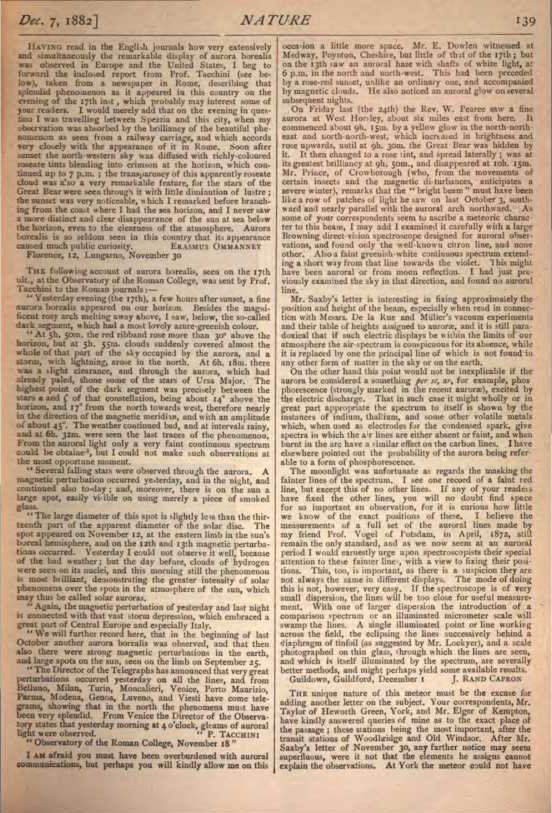 Dec. 7, 1882]
NATURE
139
HAVING read in the English journals how very extensively
and simultaneously the remarkable display of aurora borealis
was observed in Europe and the United States, I beg to
forward the inclosed report from Prof. Tacchini (see be-
low), taken from a newspaper in Rome, describing that
splendid phenomenon as it appeared in this country on the
evening of the 17th inst, which probably may interest some of
your readers. I would merely add that on the evening in ques-
tion I was travelling between Spezzia and this city, when my
observation was absorbed by the brilliancy of the beautiful phe-
nomenon as seen from a railway carriage, and which accords
very closely with the appearance of it in Rome. Soon after
sunset the north-western sky was diffused with richly-coloured
roseate tints blending into crimson at the horizon, which con-
tinued up to 7 p.m.; the transparency of this apparently roseate
cloud was also a very remarkable feature, for the stars of the
Great Bear were seen through it with little diminution of lustre;
the sunset was very noticeable, which I remarked before branch-
ing from the coast where I had the sea horizon, and I never saw
a more distinct and clear disappearance of the sun at sea below
the horizon, even to the clearness of the atmosphere. Aurora
borealis is so seldom seen in this country that its appearance
caused much public curiosity. ERASMUS OMMANNEY
Florence, 12, Lungarno, November 30
THE following account of aurora borealis, seen on the 17th
ult., at the Observatory of the Roman College, was sent by Prof.
Tacchini to the Roman journals:—
"Yesterday evening (the 17th), a few hours after sunset, a fine
aurora borealis appeared on our horizon. Besides the magni-
ficent rosy arch melting away above, I saw, below, the so-called
dark segment, which had a most lovely azure-greenish colour.
"At 5h. 50m. the red ribband rose more than 30° above the
horizon, but at 5h. 55m. clouds suddenly covered almost the
whole of that part of the sky occupied by the aurora, and a
storm, with lightning, arose in the north. At 6h. 18m. there
was a slight clearance, and through the aurora, which had
already paled, shone some of the stars of Ursa Major. The
highest point of the dark segment was precisely between the
stars α and ζ of that constellation, being about 14° above the
horizon, and 17° from the north towards west, therefore nearly
in the direction of the magnetic meridian, and with an amplitude
of about 45°. The weather continued bad, and at intervals rainy,
and at 6h. 32m. were seen the last traces of the phenomenon.
From the auroral light only a very faint continuous spectrum
could be obtained, but I could not make such observations at
the most opportune moment.
"Several falling stars were observed through the aurora. A
magnetic perturbation occurred yesterday, and in the night, and
continued also to-day; and, moreover, there is on the sun a
large spot, easily visible on using merely a piece of smoked
glass.
"The large diameter of this spot is slightly less than the thir-
teenth part of the apparent diameter of the solar disc. The
spot appeared on November 12, at the eastern limb in the sun's
boreal hemisphere, and on the 12th and 13th magnetic perturba-
tions occurred. Yesterday I could not observe it well, because
of the bad weather; but the day before, clouds of hydrogen
were seen on its nuclei, and this morning still the phenomenon
is most brilliant, demonstrating the greater intensity of solar
phenomena over the spots in the atmosphere of the sun, which
may thus be called solar auroras.
"Again, the magnetic perturbation of yesterday and last night
is connected with that vast storm depression, which embraced a
great part of Central Europe and especially Italy.
"We will further record here, that in the beginning of last
October another aurora borealis was observed, and that then
also there were strong magnetic perturbations in the earth,
and large spots on the sun, seen on the limb on September 25.
"The Director of the Telegraphs has announced that very great
perturbations occurred yesterday on all the lines, and from
Belluno, Milan, Turin, Moncalieri, Venice, Porto Maurizio,
Parma, Modena, Genoa, Laveno, and Viesti have come tele-
grams, showing that in the north the phenomena must have
been very splendid. From Venice the Director of the Observa-
tory states that yesterday morning at 4 o'clock, gleams of auroral
light were observed. "P. TACCHINI
"Observatory of the Roman College, November 18"
I AM afraid you must have been overburdened with auroral
communications, but perhaps you will kindly allow me on this
occasion a little more space. Mr. E. Dowlen witnessed at
Medway, Poynton, Cheshire, but little of that of the 17th; but
on the 13th saw an auroral haze with shafts of white light, at
6 p.m. in the north and north-west. This had been preceded
by a rose-red sunset, unlike an ordinary one, and accompanied
by magnetic clouds. He also noticed an auroral glow on several
subsequent nights.
On Friday last (the 24th) the Rev. W. Pearce saw a fine
aurora at West Horsley, about six miles east from here. It
commenced about 9h. 15m. by a yellow glow in the north-north-
east and north-north-west, which increased in brightness and
rose upwards, until at 9h. 30m. the Great Bear was hidden by
it. It then changed to a rose tint, and spread laterally; was at
its greatest brilliancy at 9h. 50m., and disappeared at 10h. 15m.
Mr. Prince, of Crowborough (who, from the movements of
certain insects and the magnetic disturbances, anticipates a
severe winter), remarks that the "bright beam" must have been
like a row of patches of light he saw on last October 3, south-
ward and nearly parallel with the auroral arch northward. As
some of your correspondents seem to ascribe a meteoric charac-
ter to this beam, I may add I examined it carefully with a large
Browning direct-vision spectroscope designed for auroral obser-
vations, and found only the well-known citron line, and none
other. Also a faint greenish-white continuous spectrum extend-
ing a short way from that line towards the violet. This might
have been auroral or from moon reflection. I had just pre-
viously examined the sky in that direction, and found no auroral
line.
Mr. Saxby's letter is interesting in fixing approximately the
position and height of the beam, especially when read in connec-
tion with Messrs. De la Rue and Müller's vacuum experiments
and their table of heights assigned to auroræ, and it is still para-
doxical that if such electric displays be within the limits of our
atmosphere the air-spectrum is conspicuous for its absence, while
it is replaced by one the principal line of which is not found in
any other form of matter in the sky or on the earth.
On the other hand this point would not be inexplicable if the
aurora be considered a something per se, as, for example, phos
phorescence (strongly marked in the recent auroras), excited by
the electric discharge. That in such case it might wholly or in
great part appropriate the spectrum to itself is shown by the
instances of indium, thallium, and some other volatile metals
which, when used as electrodes for the condensed spark, give
spectra in which the air lines are either absent or faint, and when
burnt in the arc have a similar effect on the carbon lines. I have
elsewhere pointed out the probability of the aurora being refer-
able to a form of phosphorescence.
The moonlight was unfortunate as regards the masking the
fainter lines of the spectrum. I see one record of a faint red
line, but except this of no other lines. If any of your readers
have fixed the other lines, you will no doubt find space
for so important an observation, for it is curious how little
we know of the exact positions of these. I believe the
measurements of a full set of the auroral lines made by
my friend Prof. Vogel of Potsdam, in April, 1872, still
remain the only standard, and as we now seem at an auroral
period I would earnestly urge upon spectroscopists their special
attention to these fainter lines, with a view to fixing their posi-
tions. This, too, is important, as there is a suspicion they are
not always the same in different displays. The mode of doing
this is not, however, very easy. If the spectroscope is of very
small dispersion, the lines will be too close for useful measure-
ment. With one of larger dispersion the introduction of a
comparison spectrum or an illuminated micrometer scale will
swamp the lines. A single illuminated point or line working
across the field, the eclipsing the lines successively behind a
diaphragm of tinfoil (as suggested by Mr. Lockyer), and a scale
photographed on thin glass, through which the lines are seen,
and which is itself illuminated by the spectrum, are severally
better methods, and might perhaps yield some available results.
Guildown, Guildford, December 1 J. RAND CAPRON
THE unique nature of this meteor must be the excuse for
adding another letter on the subject. Your correspondents, Mr.
Taylor of Heworth Green, York, and Mr. Elger of Kempton,
have kindly answered queries of mine as to the exact place of
the passage; these stations being the most important, after the
transit stations of Woodbridge and Old Windsor. After Mr.
Saxby's letter of November 30, any farther notice may seem
superfluous, were it not that the elements he assigns cannot
explain the observations. At York the meteor could not have